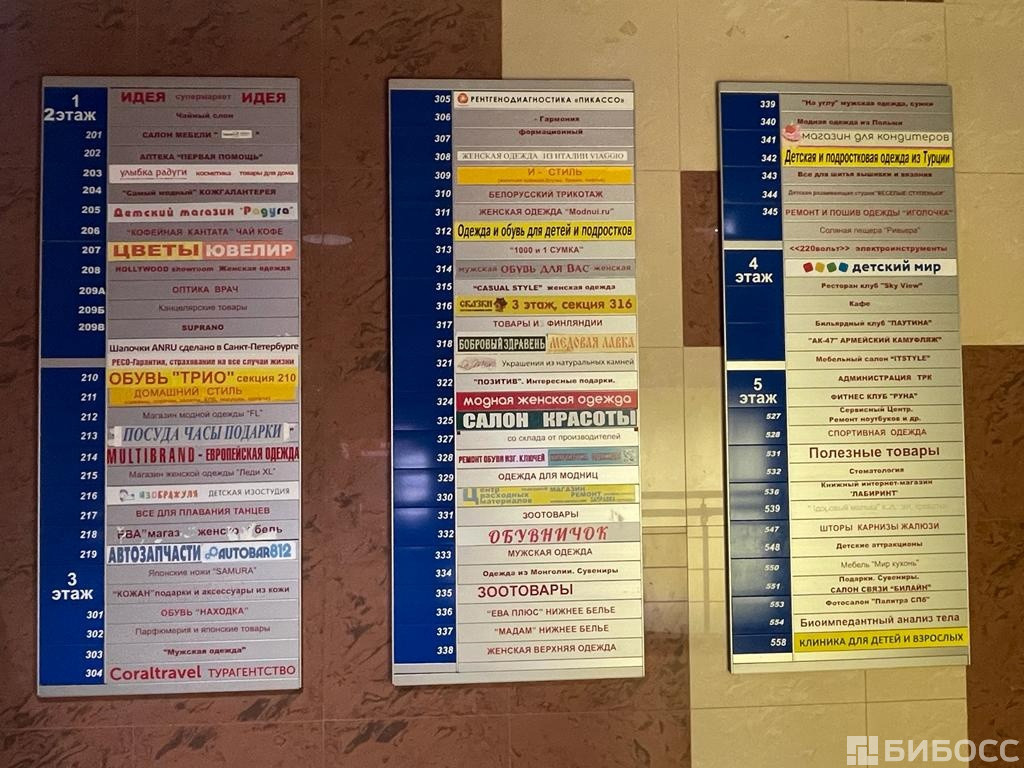 1
2этаж
ИДЕЯ супермаркет ИДЕЯ
Чайный слон
201 САЛОН МЕБЕЛИ " "
202 АПТЕКА "ПЕРВАЯ ПОМОЩЬ"
203 улыбка радуги косметика товары для дома
204 "Самый модный" КОЖГАЛАНТЕРЕЯ
205 Детский магазин "Радуга"
206 "КОФЕЙНАЯ КАНТАТА" ЧАЙ КОФЕ
207 ЦВЕТЫ ЮВЕЛИР
208 HOLLYWOOD showroom Женская одежда
209А ОПТИКА ВРАЧ
209Б Канцелярские товары
209В SUPRANO
Шапочки ANRU сделано в Санкт-Петербурге
РЕСО-Гарантия, страхование на все случаи жизни
210 ОБУВЬ "ТРИО" секция 210
211 ДОМАШНИЙ СТИЛЬ
212 Магазин модной одежды "FL"
213 ПОСУДА ЧАСЫ ПОДАРКИ
214 MULTIBRAND - ЕВРОПЕЙСКАЯ ОДЕЖДА
215 Магазин женской одежды "Леди XL"
216 ИЗОБРАЖУЛЯ ДЕТСКАЯ ИЗОСТУДИЯ
217 ВСЕ ДЛЯ ПЛАВАНИЯ ТАНЦЕВ
218
219 АВТОЗАПЧАСТИ AUTOBAR812
Японские ножи "SAMURA"
3
этаж
"КОЖАН" подарки и аксессуары из кожи
301 ОБУВЬ "НАХОДКА"
302 Парфюмерия и японские товары
303 "Мужская одежда"
304 Coraltravel ТУРАГЕНТСТВО
305 РЕНТГЕНОДИАГНОСТИКА «ПИКАССО»
306 - Гармония
307 формационный
308 ЖЕНСКАЯ ОДЕЖДА ИЗ ИТАЛИИ VIAGGIO
309 И - СТИЛЬ
310 БЕЛОРУССКИЙ ТРИКОТАЖ
311 ЖЕНСКАЯ ОДЕЖДА "Modnui.ru"
312 Одежда и обувь для детей и подростков
313 "1000 и 1 СУМКА"
314 мужская ОБУВЬ ДЛЯ ВАС женская
315 "CASUAL STYLE" женская одежда
316 СКАЗКИ 3 этаж, секция 316
317 ТОВАРЫ ИЗ ФИНЛЯНДИИ
318 БОБРОВЫЙ ЗДРАВЕНЬ МЕДОВАЯ ЛАВКА
321 Украшения из натуральных камней
322 "ПОЗИТИВ". Интересные подарки.
324 модная женская одежда
325 САЛОН КРАСОТЫ
327 со склада от производителей
328 РЕМОНТ ОБУВИ ИЗГ. КЛЮЧЕЙ
329 ОДЕЖДА ДЛЯ МОДНИЦ
330 Центр расходных материалов МАГАЗИН РЕМОНТ ЗАПРАВКА
331 ЗООТОВАРЫ
332 ОБУВНИЧОК
333 МУЖСКАЯ ОДЕЖДА
334 Одежда из Монголии. Сувениры
335 ЗООТОВАРЫ
336 "ЕВА ПЛЮС" НИЖНЕЕ БЕЛЬЕ
337 "МАДАМ" НИЖНЕЕ БЕЛЬЕ
338 ЖЕНСКАЯ ВЕРХНЯЯ ОДЕЖДА
339 "На углу" мужская одежда, сумки
340 Модная одежда из Польши
341 магазин для кондитеров
342 Детская и подростковая одежда из Турции
343 Все для шитья вышивки и вязания
344 Детская развивающая студия "ВЕСЕЛЫЕ СТУПЕНЬКИ"
345 РЕМОНТ И ПОШИВ ОДЕЖДЫ "ИГОЛОЧКА"
Соляная пещера "Ривьера"
<<220вольт>> электроинструменты
4
этаж
детский мир
Ресторан клуб "Sky View"
Кафе
Бильярдный клуб "ПАУТИНА"
"АК-47" АРМЕЙСКИЙ КАМУФЛЯЖ"
Мебельный салон "ITSTYLE"
5
этаж
АДМИНИСТРАЦИЯ ТРК
ФИТНЕС КЛУБ "РУНА"
527 Сервисный Центр. Ремонт ноутбуков и др.
528 СПОРТИВНАЯ ОДЕЖДА
531 Полезные товары
532 Стоматология
536 Книжный интернет-магазин "ЛАБИРИНТ"
539
547 ШТОРЫ КАРНИЗЫ ЖАЛЮЗИ
548 Детские аттракционы
550 Мебель "Мир кухонь"
551 Подарки. Сувениры. САЛОН СВЯЗИ "БИЛАЙН"
553 Фотосалон "Палитра СПб"
554 Биоимпедантный анализ тела
558 КЛИНИКА ДЛЯ ДЕТЕЙ И ВЗРОСЛЫХ
БИБОСС